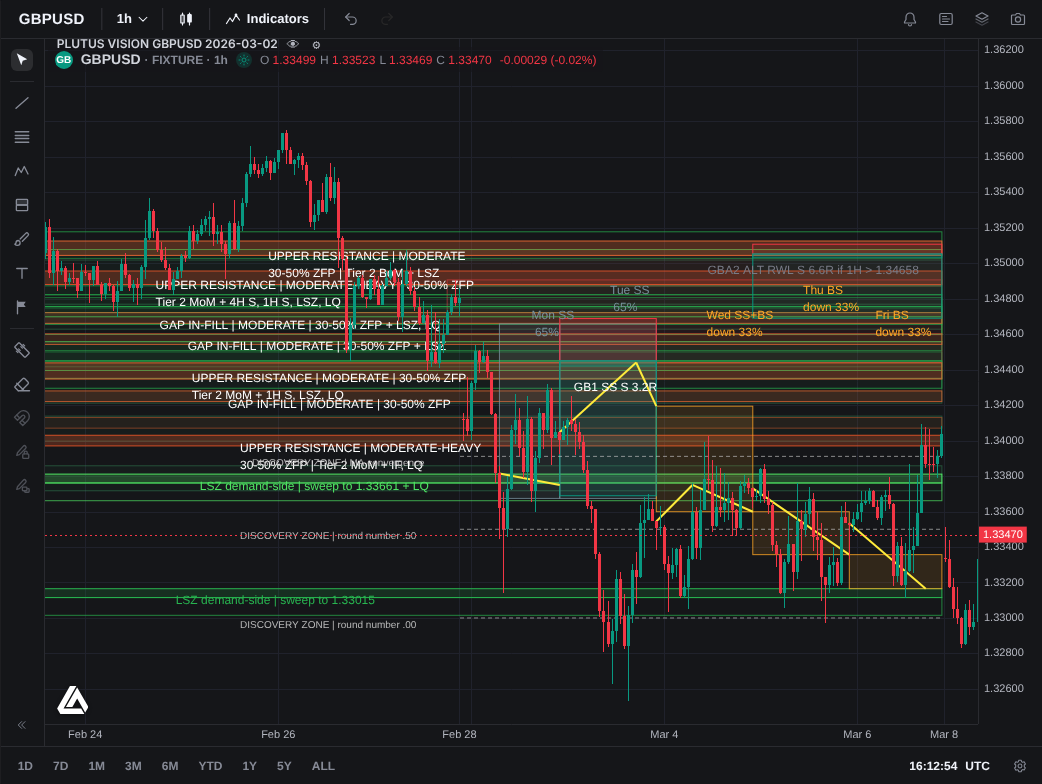 GBPUSD 1h Indicators
PLUTUS VISION GBPUSD 2026-03-02
GB GBPUSD · FIXTURE · 1h O 1.33499 H 1.33523 L 1.33469 C 1.33470 -0.00029 (-0.02%)
1.36200
1.36000
1.35800
1.35600
1.35400
1.35200
1.35000
1.34800
1.34600
1.34400
1.34200
1.34000
1.33800
1.33600
1.33470
1.33400
1.33200
1.33000
1.32800
1.32600
UPPER RESISTANCE | MODERATE
30-50% ZFP | Tier 2 BoM + LSZ
UPPER RESISTANCE | MODERATE-HEAVY | 30-50% ZFP
Tier 2 MoM + 4H S, 1H S, LSZ, LQ
GAP IN-FILL | MODERATE | 30-50% ZFP + LSZ, LQ
GAP IN-FILL | MODERATE | 30-50% ZFP + LSZ
UPPER RESISTANCE | MODERATE | 30-50% ZFP
Tier 2 MoM + 1H S, LSZ, LQ
GAP IN-FILL | MODERATE | 30-50% ZFP
UPPER RESISTANCE | MODERATE-HEAVY
30-50% ZFP | Tier 2 MoM + IF, LQ
DISCOVERY ZONE
LSZ demand-side | sweep to 1.33661 + LQ
DISCOVERY ZONE | round number .50
LSZ demand-side | sweep to 1.33015
DISCOVERY ZONE | round number .00
GBA2 ALT RWL S 6.6R if 1H > 1.34658
Mon SS
65%
Tue SS
65%
Wed SS+BS
down 33%
Thu BS
down 33%
Fri BS
down 33%
GB1 SS S 3.2R
Feb 24 Feb 26 Feb 28 Mar 4 Mar 6 Mar 8
1D 7D 1M 3M 6M YTD 1Y 5Y ALL 16:12:54 UTC